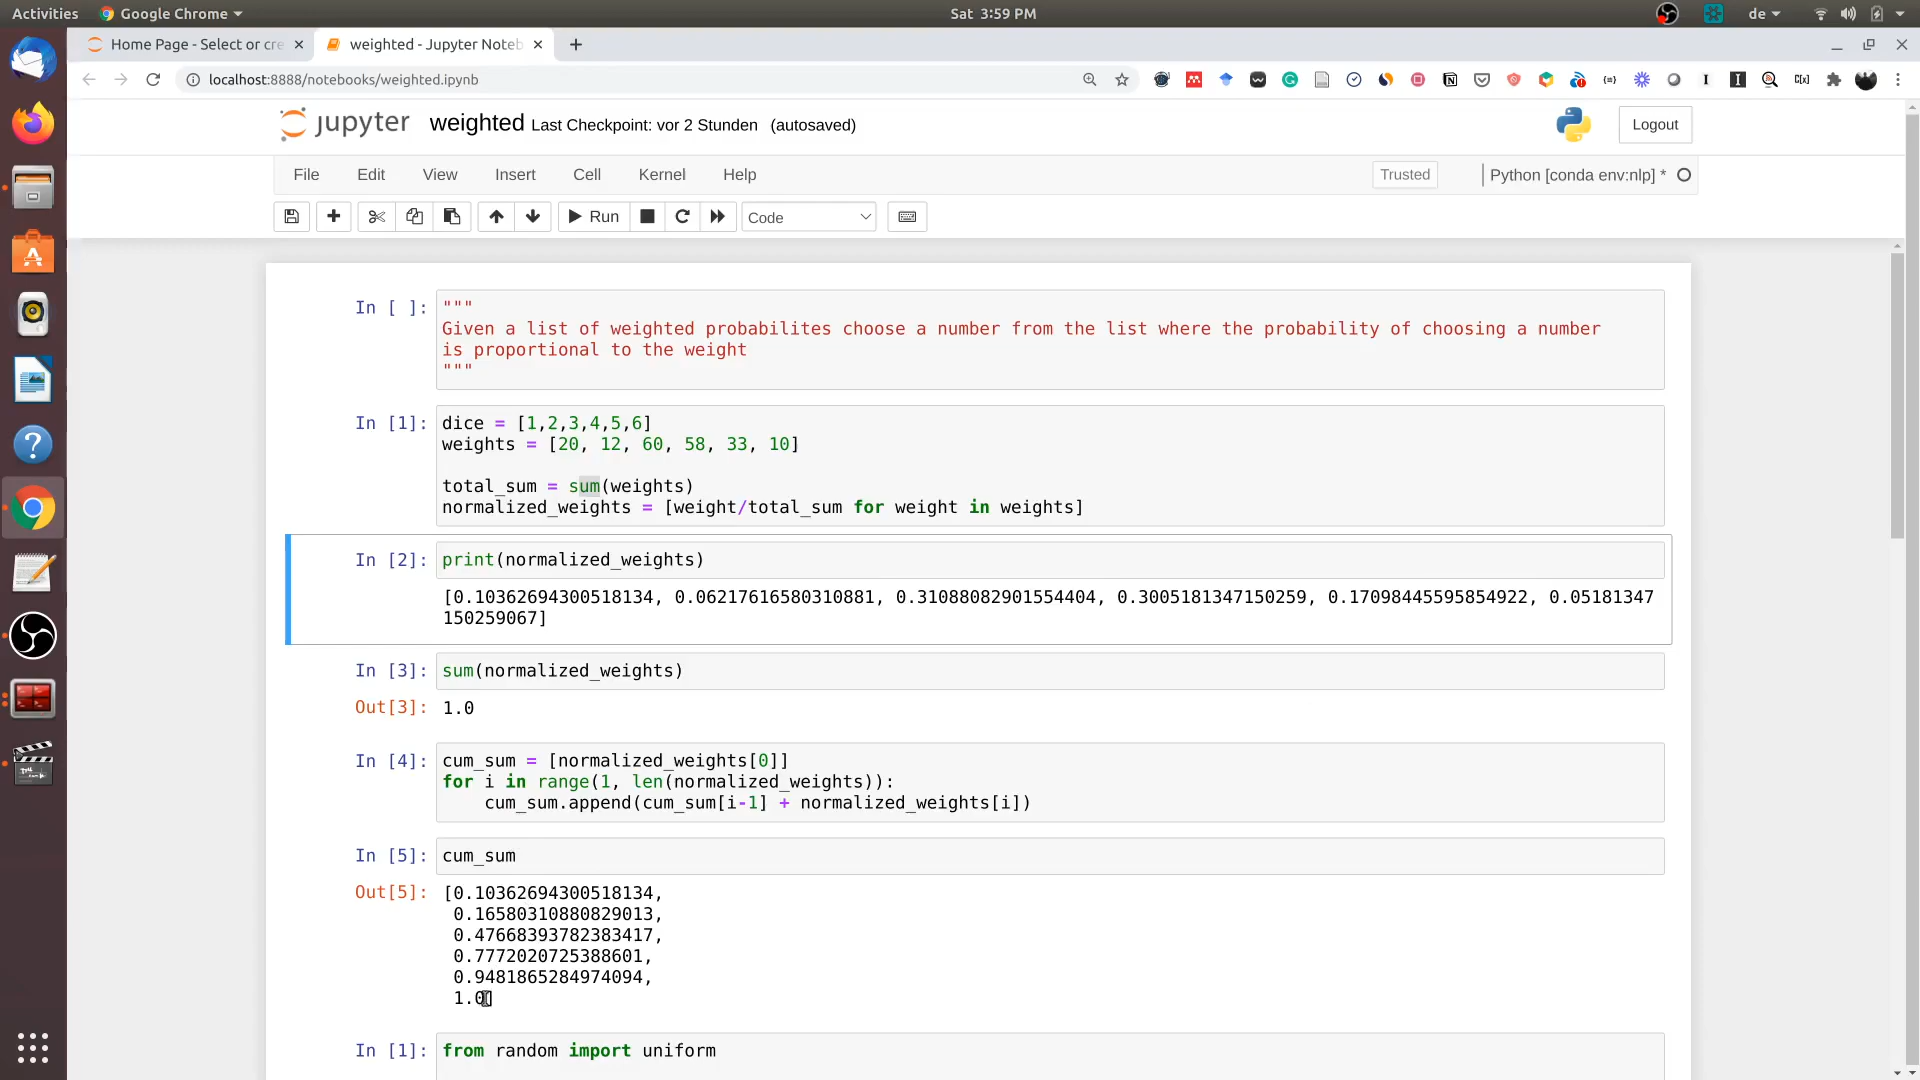 Activities
Google Chrome
Sat 3:59 PM
de
Home Page - Select or cre
weighted - Jupyter Noteb
localhost:8888/notebooks/weighted.ipynb
jupyter
weighted Last Checkpoint: vor 2 Stunden (autosaved)
Logout
File Edit View Insert Cell Kernel Help
Trusted
Python [conda env:nlp] *
Run
Code
In [ ]:
"""
Given a list of weighted probabilites choose a number from the list where the probability of choosing a number
is proportional to the weight
"""
In [1]:
dice = [1,2,3,4,5,6]
weights = [20, 12, 60, 58, 33, 10]
total_sum = sum(weights)
normalized_weights = [weight/total_sum for weight in weights]
In [2]:
print(normalized_weights)
[0.10362694300518134, 0.06217616580310881, 0.31088082901554404, 0.3005181347150259, 0.17098445595854922, 0.05181347
150259067]
In [3]:
sum(normalized_weights)
Out[3]:
1.0
In [4]:
cum_sum = [normalized_weights[0]]
for i in range(1, len(normalized_weights)):
    cum_sum.append(cum_sum[i-1] + normalized_weights[i])
In [5]:
cum_sum
Out[5]:
[0.10362694300518134,
0.16580310880829013,
0.47668393782383417,
0.7772020725388601,
0.9481865284974094,
1.0]
In [1]:
from random import uniform